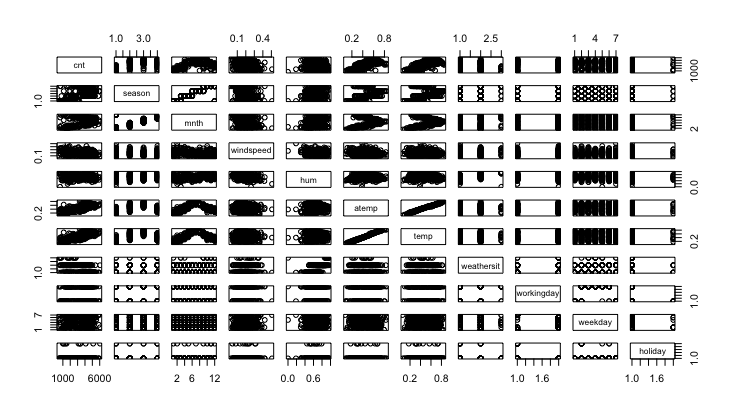 1.0 3.0 0.1 0.4 0.2 0.8 1.0 2.5 1 4 7
cnt 1000
1.0 season
mnth 2
0.1 windspeed
hum 0.0
0.2 atemp
temp 0.2
1.0 weathersit
workingday 1.0
1 7 weekday
holiday 1.0
1000 6000 2 6 12 0.0 0.6 0.2 0.8 1.0 1.6 1.0 1.6